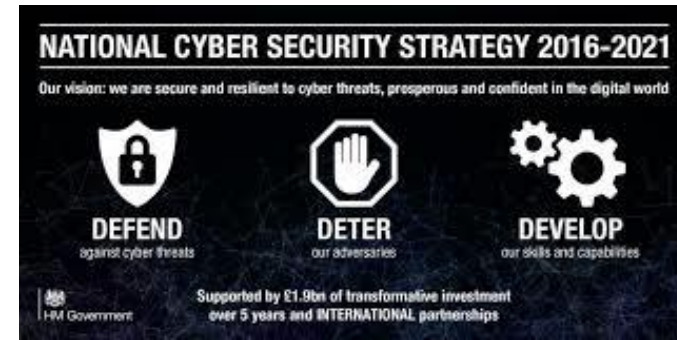 NATIONAL CYBER SECURITY STRATEGY 2016-2021
Our vision: we are secure and resilient to cyber threats, prosperous and confident in the digital world
DEFEND
against cyber threats
DETER
our adversaries
DEVELOP
our skills and capabilities
HM Government
Supported by £1.9bn of transformative investment
over 5 years and INTERNATIONAL partnerships